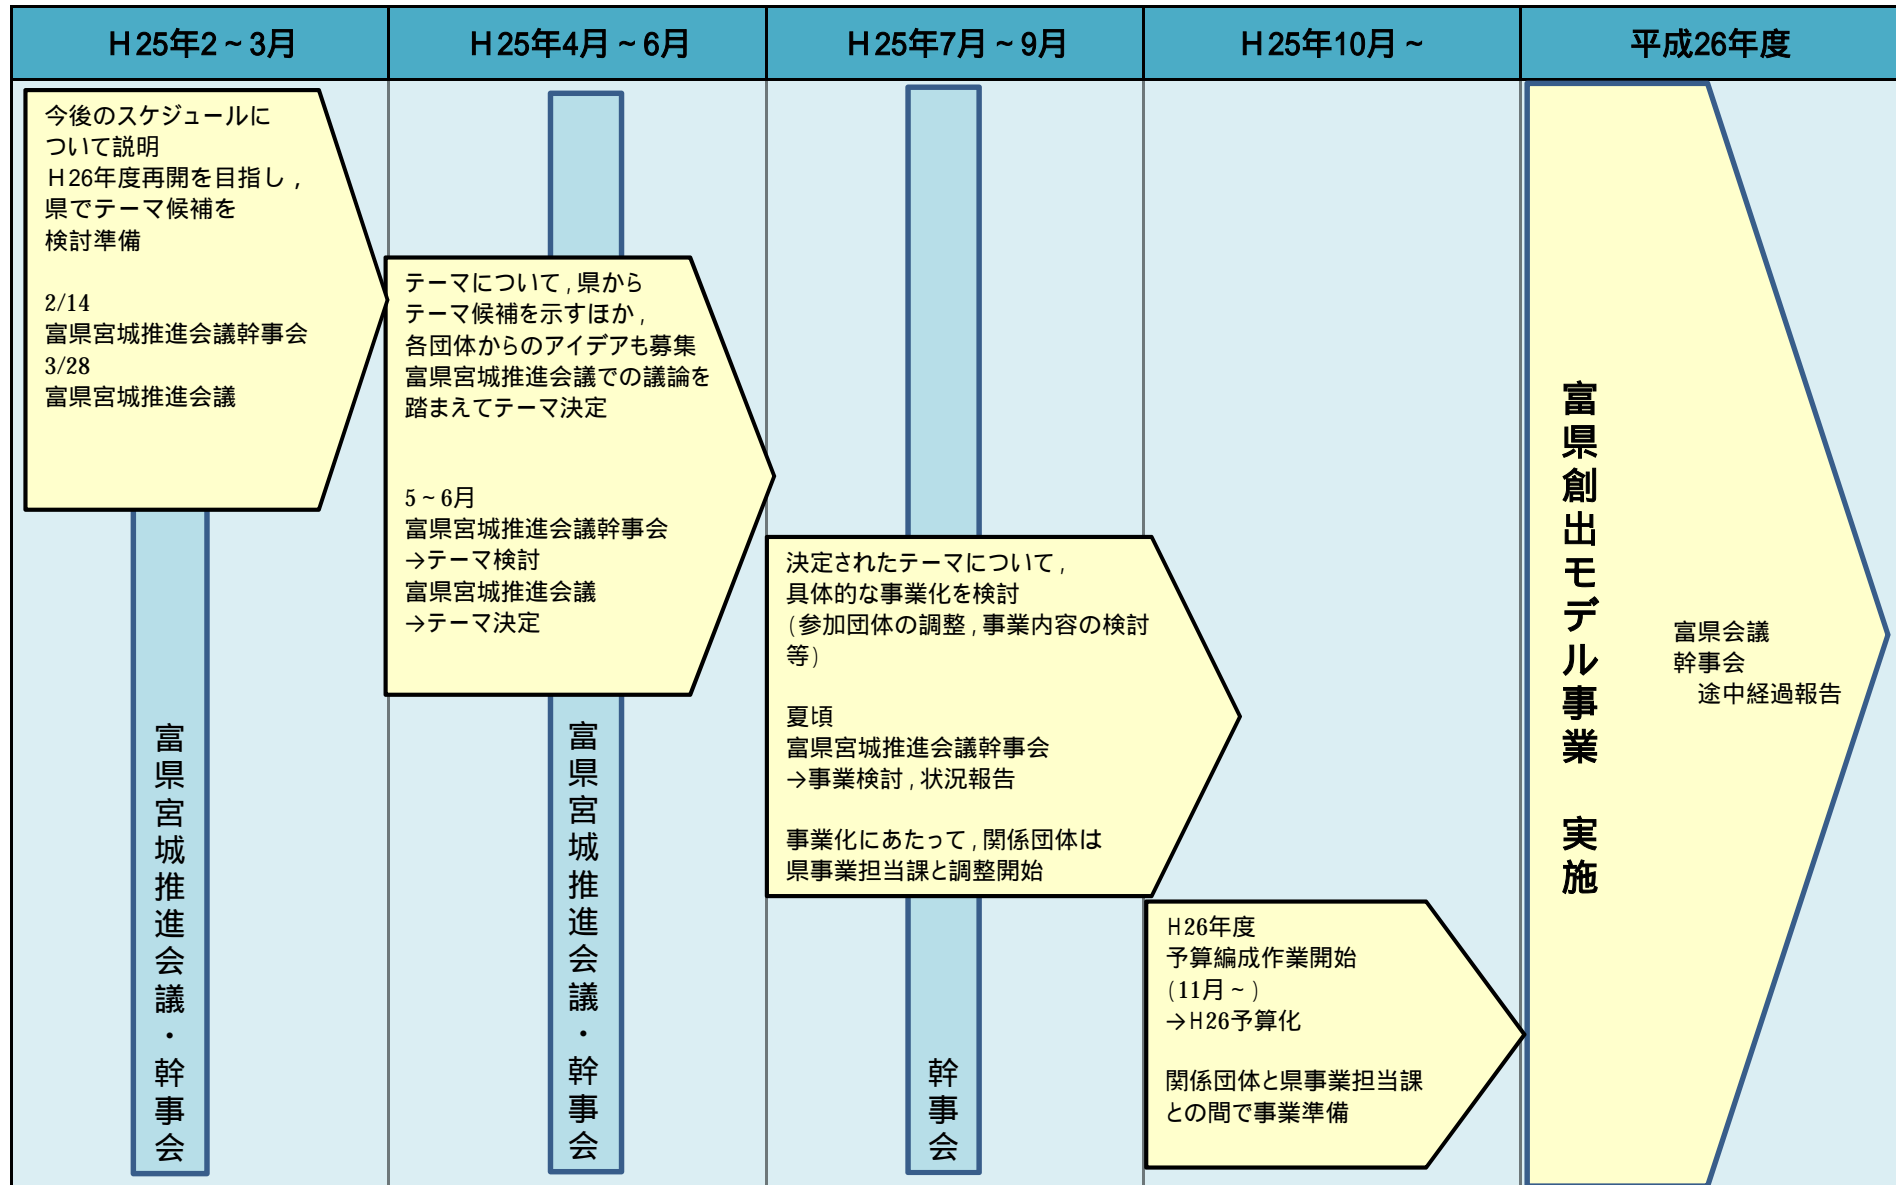 H25年2～3月
H25年4月～6月
H25年7月～9月
H25年10月～
平成26年度
今後のスケジュールに
ついて説明
H26年度再開を目指し，
県でテーマ候補を
検討準備
2/14
富県宮城推進会議幹事会
3/28
富県宮城推進会議
富県宮城推進会議・幹事会
テーマについて，県から
テーマ候補を示すほか，
各団体からのアイデアも募集
富県宮城推進会議での議論を
踏まえてテーマ決定
5～6月
富県宮城推進会議幹事会
→テーマ検討
富県宮城推進会議
→テーマ決定
富県宮城推進会議・幹事会
決定されたテーマについて，
具体的な事業化を検討
（参加団体の調整，事業内容の検討
等）
夏頃
富県宮城推進会議幹事会
→事業検討，状況報告
事業化にあたって，関係団体は
県事業担当課と調整開始
幹事会
H26年度
予算編成作業開始
（11月～）
→H26予算化
関係団体と県事業担当課
との間で事業準備
富県創出モデル事業　実施
富県会議
幹事会
途中経過報告